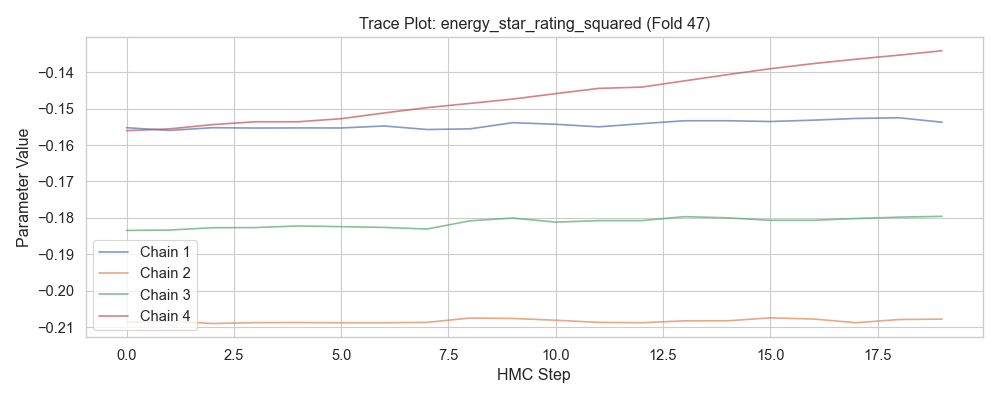 Trace Plot: energy_star_rating_squared (Fold 47)
Parameter Value
−0.14
−0.15
−0.16
−0.17
−0.18
−0.19
−0.20
−0.21
Chain 1
Chain 2
Chain 3
Chain 4
0.0 2.5 5.0 7.5 10.0 12.5 15.0 17.5
HMC Step